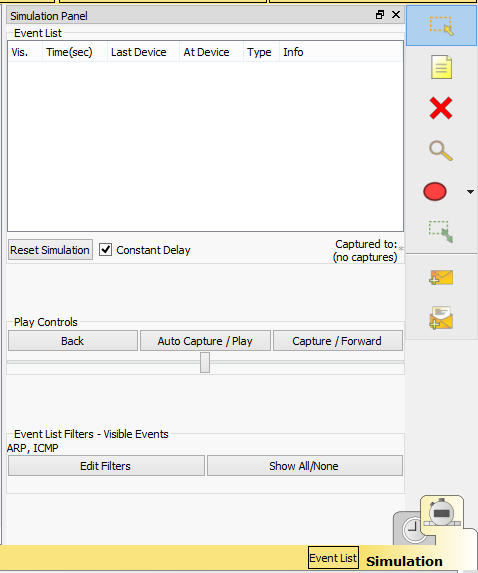 Simulation Panel
Event List
Vis. Time(sec) Last Device At Device Type Info
Reset Simulation Constant Delay Captured to:
(no captures)
Play Controls
Back Auto Capture / Play Capture / Forward
Event List Filters - Visible Events
ARP, ICMP
Edit Filters Show All/None
Event List Simulation